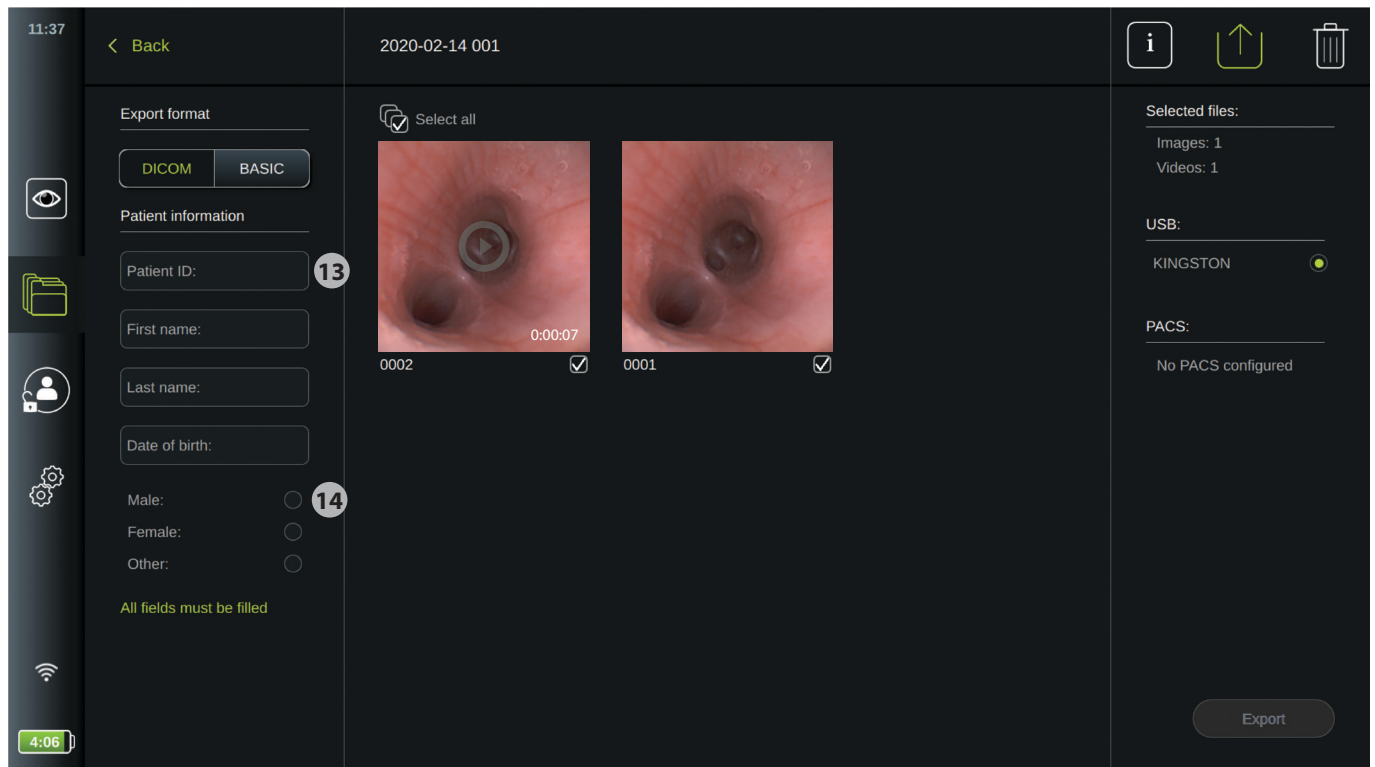 11:37
Back
2020-02-14 001
i
Export format
DICOM
BASIC
Patient information
Patient ID:
13
First name:
Last name:
Date of birth:
Male:
14
Female:
Other:
All fields must be filled
4:06
Select all
0:00:07
0002
0001
Selected files:
Images: 1
Videos: 1
USB:
KINGSTON
PACS:
No PACS configured
Export